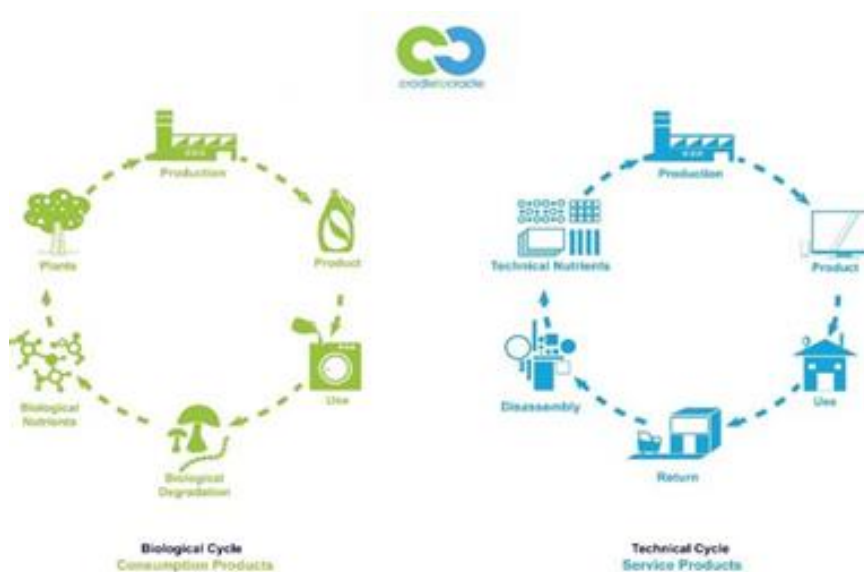 cradletocradle
Production
Production
Plants
Product
Technical Nutrients
Product
Biological
Nutrients
Use
Disassembly
Use
Biological
Degradation
Return
Biological Cycle
Consumption Products
Technical Cycle
Service Products